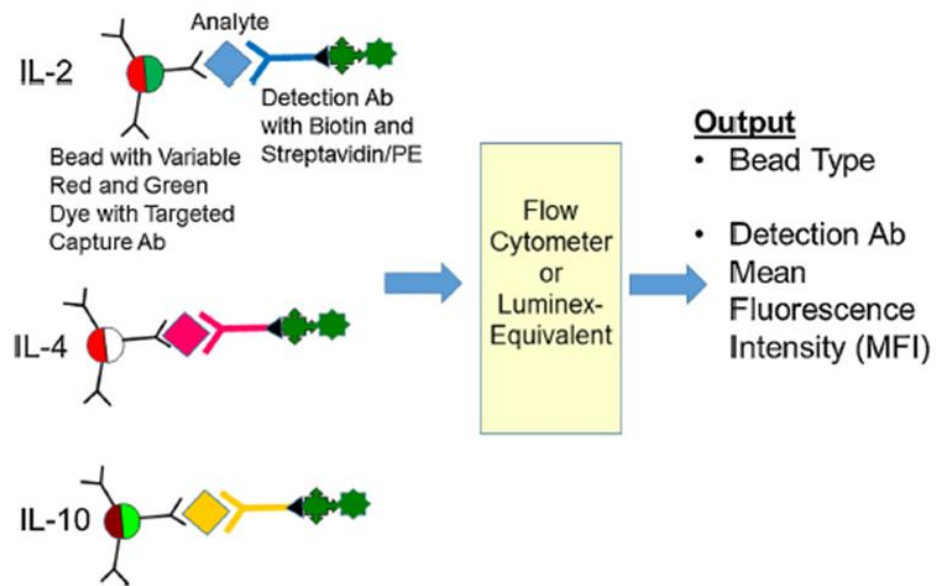 Analyte
IL-2
Detection Ab
with Biotin and
Streptavidin/PE
Bead with Variable
Red and Green
Dye with Targeted
Capture Ab
IL-4
IL-10
Flow
Cytometer
or
Luminex-
Equivalent
Output
• Bead Type
• Detection Ab
Mean
Fluorescence
Intensity (MFI)